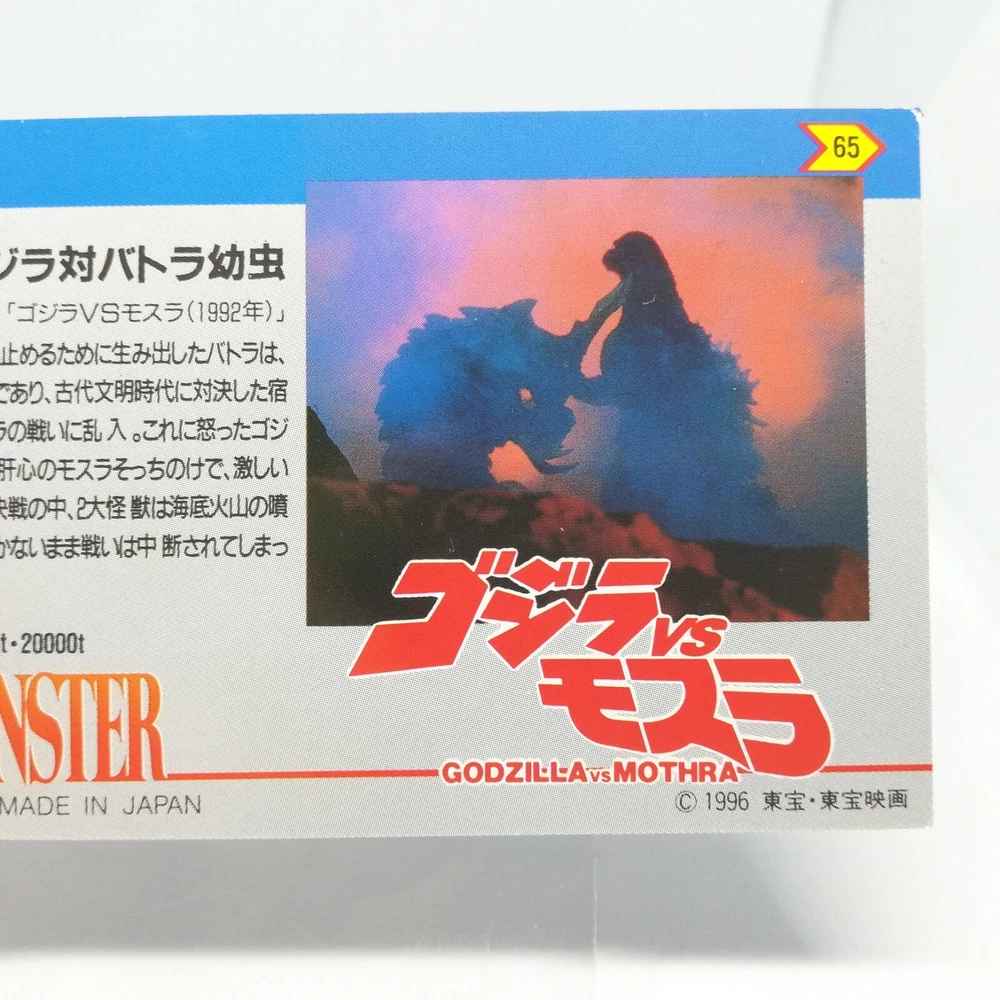 65
ジラ対バトラ幼虫
「ゴジラVSモスラ(1992年)」
止めるために生み出したバトラは、
であり、古代文明時代に対決した宿
ラの戦いに乱入。これに怒ったゴジ
肝心のモスラそっちのけで、激しい
決戦の中、2大怪獣は海底火山の噴
かないまま戦いは中断されてしまっ
t・20000t
NSTER
MADE IN JAPAN
ゴジラVS
モスラ
GODZILLA VS MOTHRA
© 1996 東宝・東宝映画